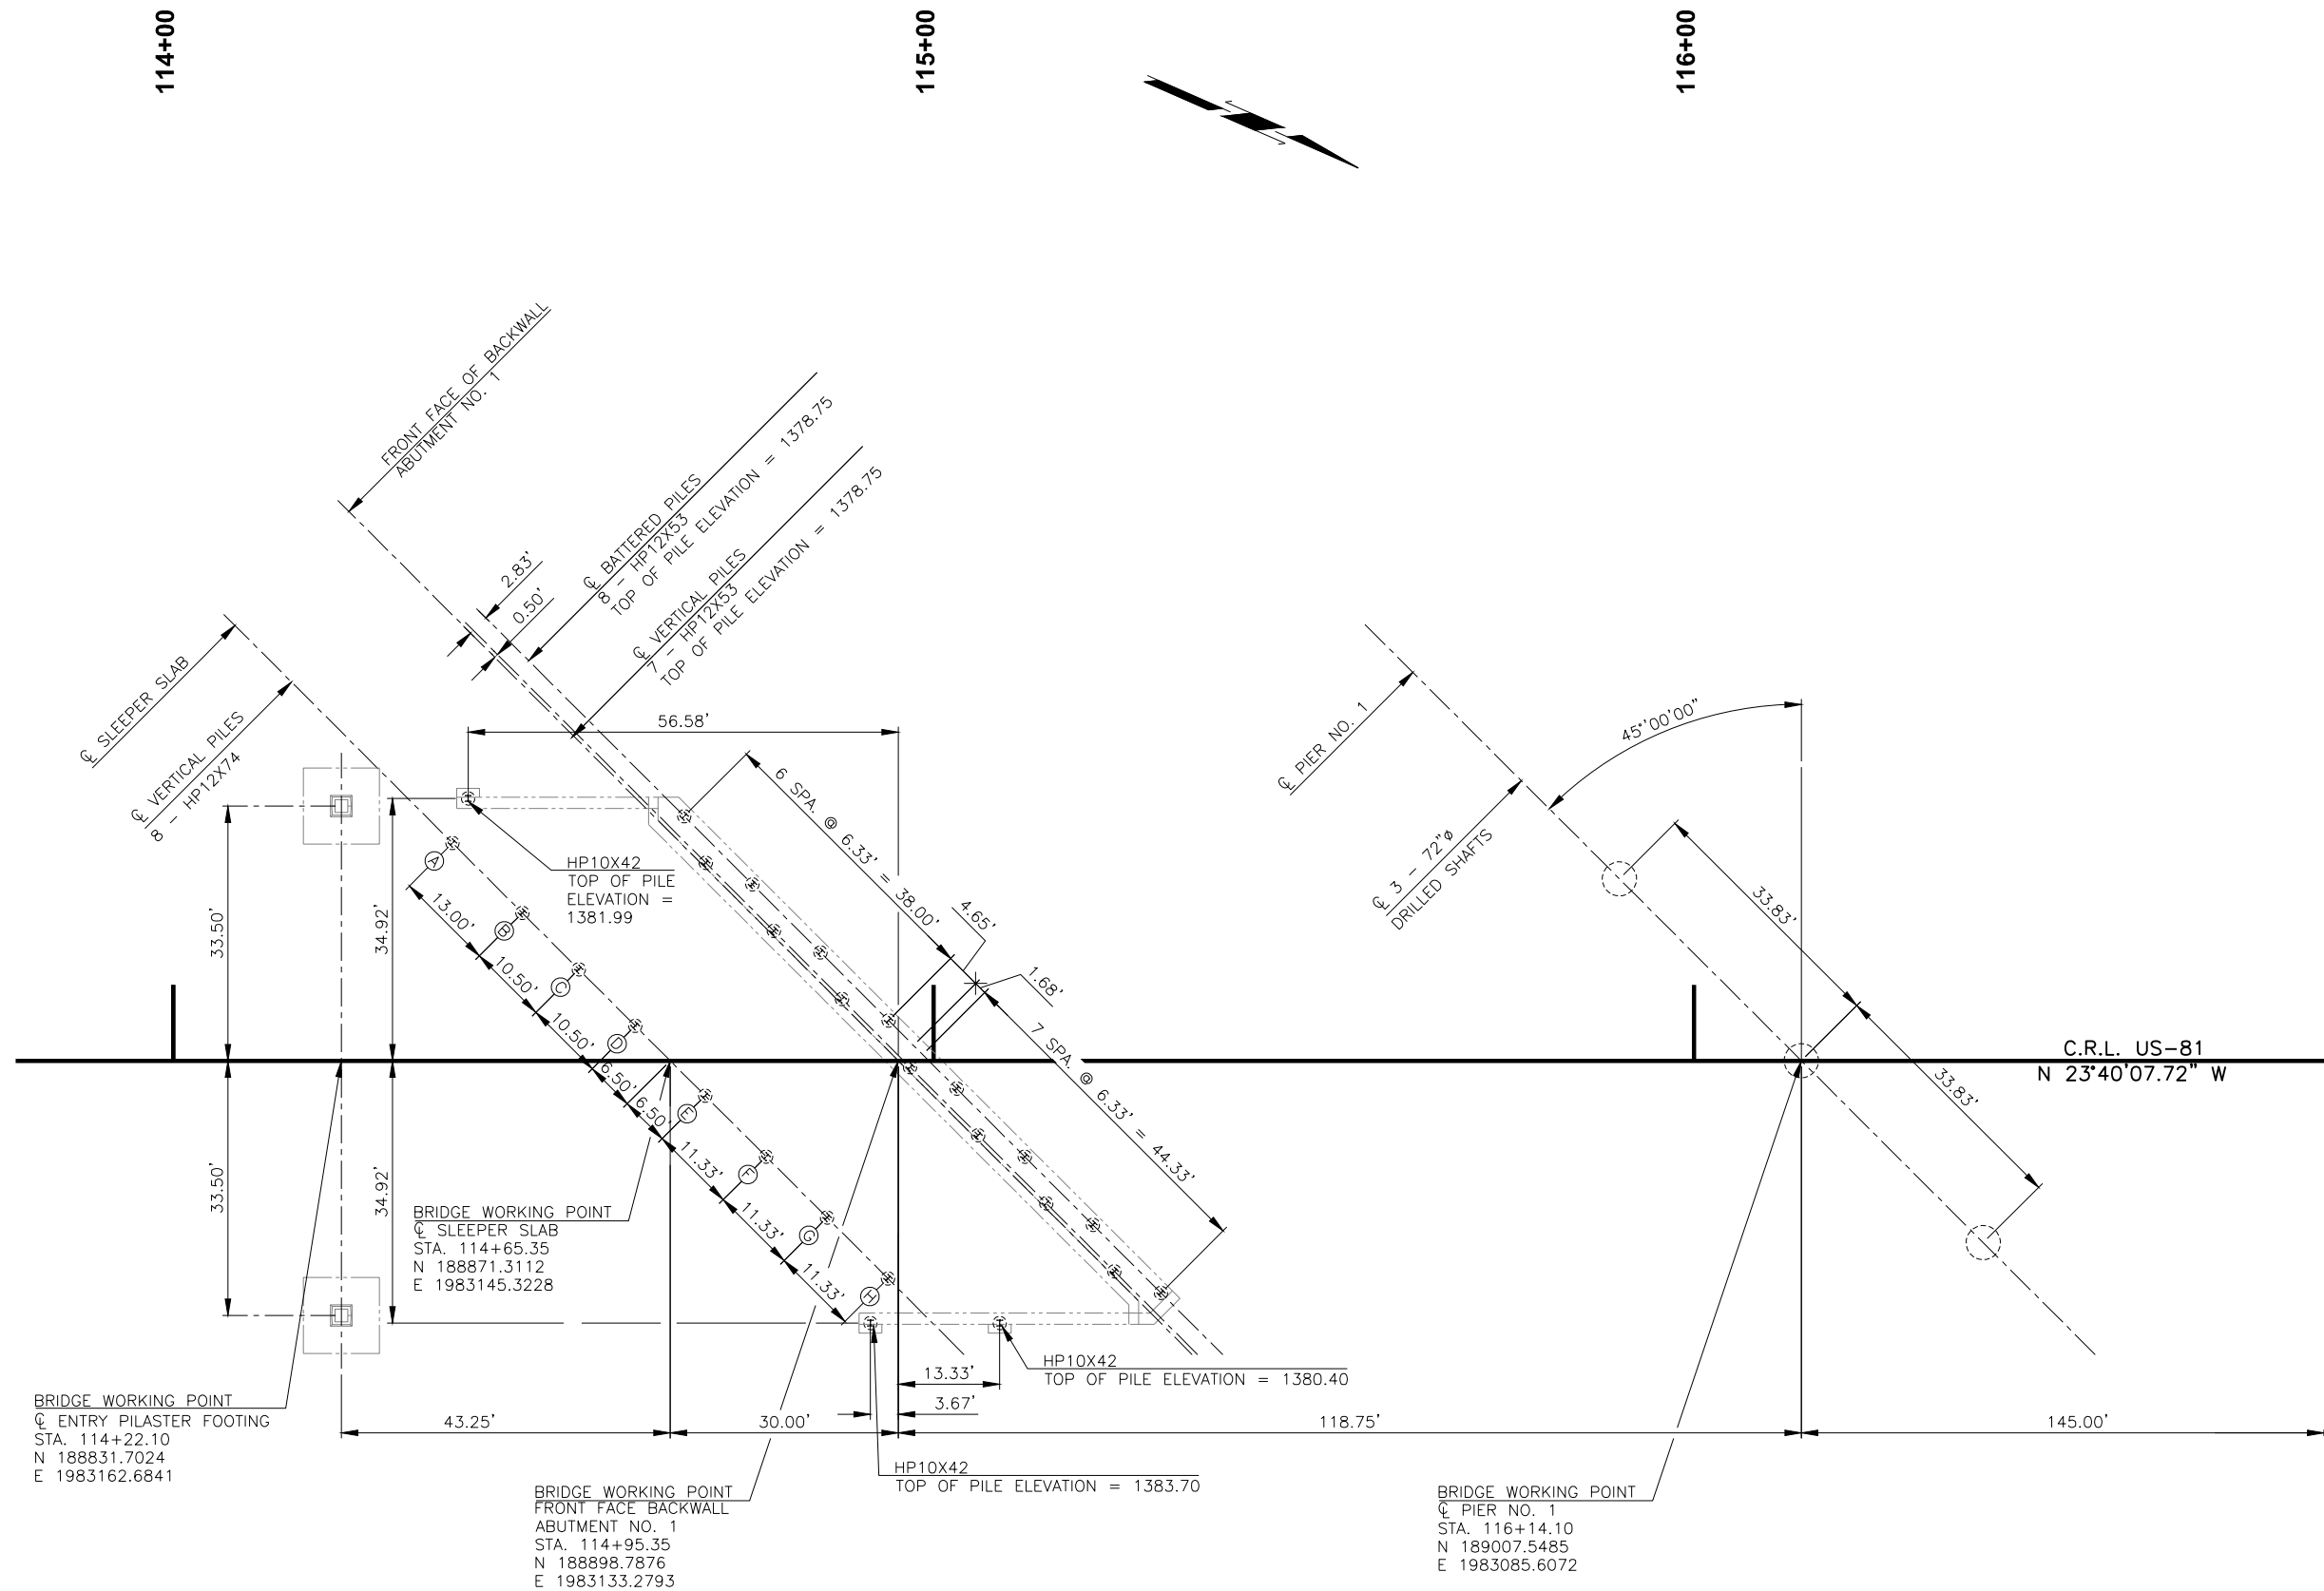 114+00
115+00
116+00
FRONT FACE OF BACKWALL
ABUTMENT NO. 1
℄ BATTERED PILES
8 - HP12X53
TOP OF PILE ELEVATION = 1378.75
℄ VERTICAL PILES
7 - HP12X53
TOP OF PILE ELEVATION = 1378.75
2.83'
0.50'
℄ SLEEPER SLAB
℄ VERTICAL PILES
8 - HP12X74
56.58'
6 SPA. @ 6.33' = 38.00'
4.65'
1.68'
7 SPA. @ 6.33' = 44.33'
℄ PIER NO. 1
℄ 3 - 72"ø
DRILLED SHAFTS
45°00'00"
33.83'
33.83'
HP10X42
TOP OF PILE
ELEVATION =
1381.99
33.50'
34.92'
33.50'
34.92'
A
B
C
D
E
F
G
H
13.00'
10.50'
10.50'
6.50'
6.50'
11.33'
11.33'
11.33'
C.R.L. US-81
N 23°40'07.72" W
BRIDGE WORKING POINT
℄ SLEEPER SLAB
STA. 114+65.35
N 188871.3112
E 1983145.3228
HP10X42
TOP OF PILE ELEVATION = 1380.40
13.33'
3.67'
43.25'
30.00'
118.75'
145.00'
BRIDGE WORKING POINT
℄ ENTRY PILASTER FOOTING
STA. 114+22.10
N 188831.7024
E 1983162.6841
HP10X42
TOP OF PILE ELEVATION = 1383.70
BRIDGE WORKING POINT
FRONT FACE BACKWALL
ABUTMENT NO. 1
STA. 114+95.35
N 188898.7876
E 1983133.2793
BRIDGE WORKING POINT
℄ PIER NO. 1
STA. 116+14.10
N 189007.5485
E 1983085.6072